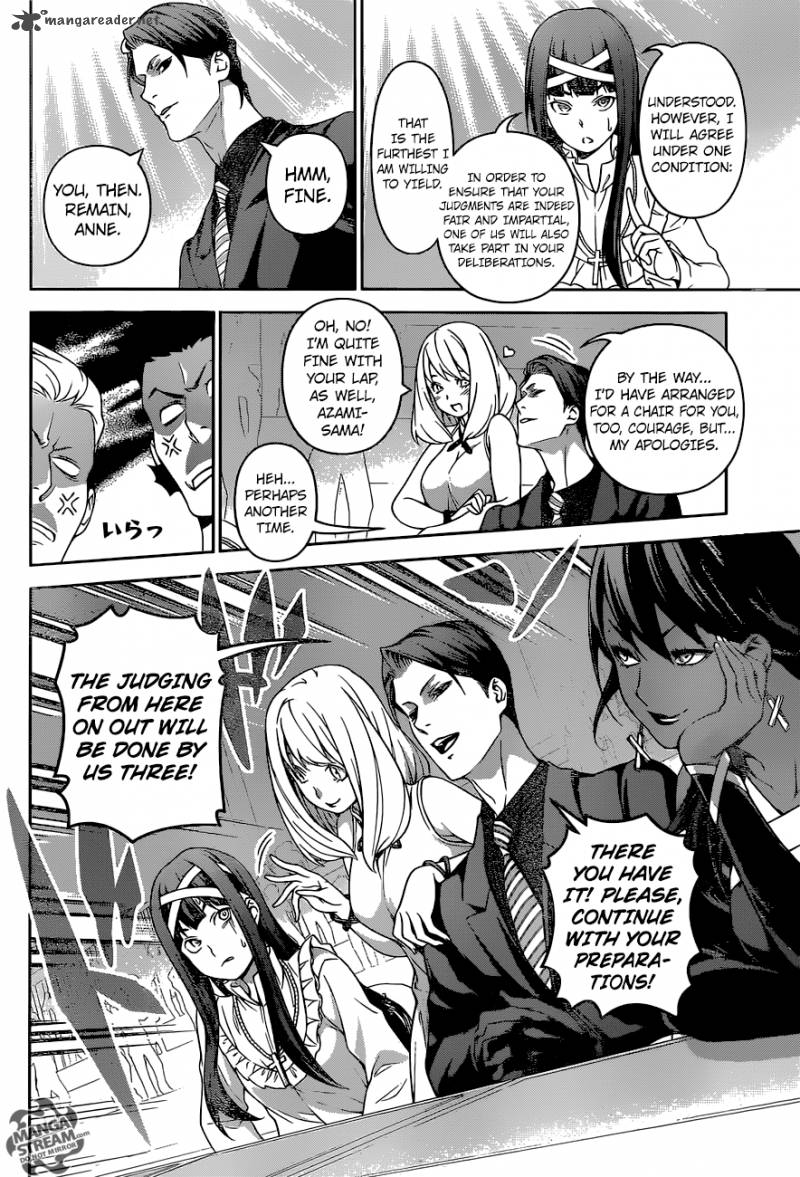 mangareader.net
UNDERSTOOD.
HOWEVER, I
WILL AGREE
UNDER ONE
CONDITION:
IN ORDER TO
ENSURE THAT YOUR
JUDGMENTS ARE INDEED
FAIR AND IMPARTIAL,
ONE OF US WILL ALSO
TAKE PART IN YOUR
DELIBERATIONS.
THAT
IS THE
FURTHEST I
AM WILLING
TO YIELD.
HMM,
FINE.
YOU, THEN.
REMAIN,
ANNE.
BY THE WAY...
I'D HAVE ARRANGED
FOR A CHAIR FOR YOU,
TOO, COURAGE, BUT...
MY APOLOGIES.
OH, NO!
I'M QUITE
FINE WITH
YOUR LAP,
AS WELL,
AZAMI-
SAMA!
HEH...
PERHAPS
ANOTHER
TIME.
いらっ
THE JUDGING
FROM HERE
ON OUT WILL
BE DONE BY
US THREE!
THERE
YOU HAVE
IT! PLEASE,
CONTINUE
WITH YOUR
PREPARA-
TIONS!
MANGA
STREAM.com
DO NOT MIRROR!